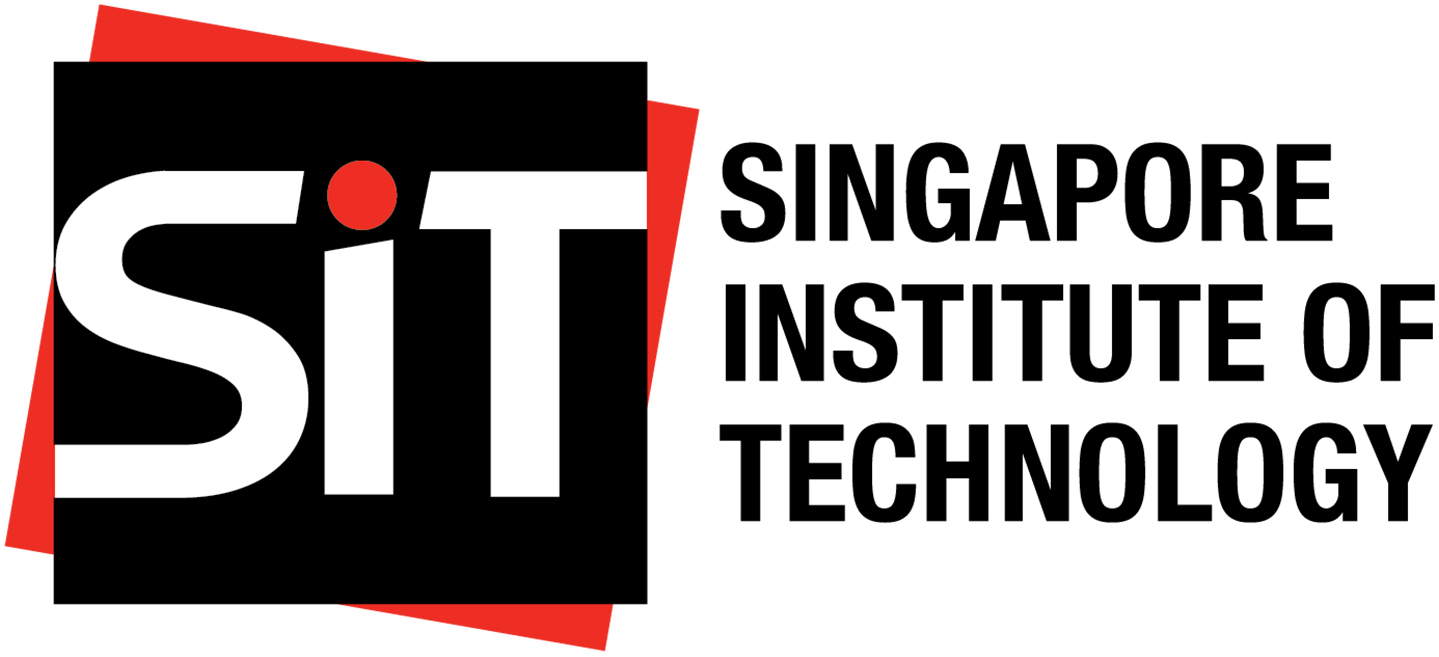 SiT
SINGAPORE
INSTITUTE OF
TECHNOLOGY